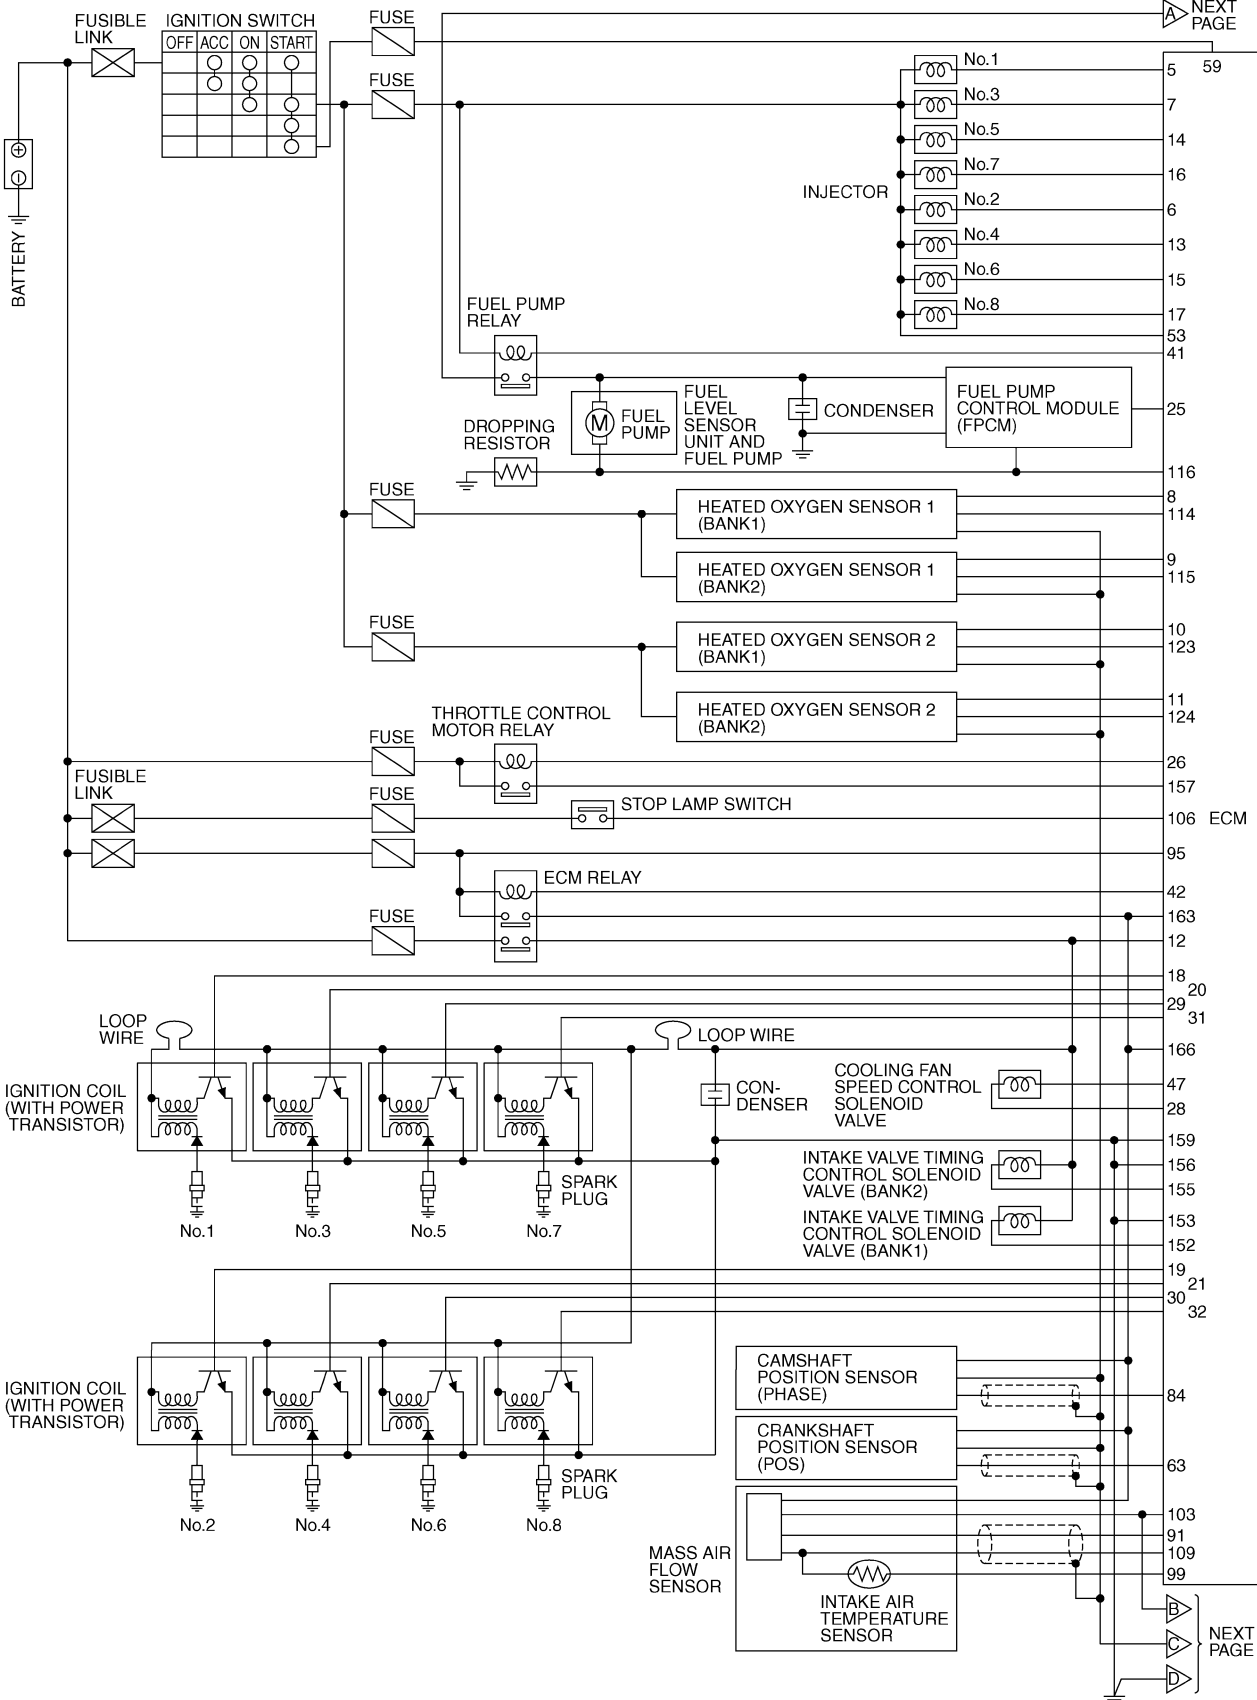 FUSIBLE
LINK
IGNITION SWITCH
OFF ACC ON START
FUSE
FUSE
A
NEXT
PAGE
59
BATTERY
INJECTOR
No.1
5
No.3
7
No.5
14
No.7
16
No.2
6
No.4
13
No.6
15
No.8
17
53
41
FUEL PUMP
RELAY
FUEL
PUMP
M
FUEL
LEVEL
SENSOR
UNIT AND
FUEL PUMP
CONDENSER
FUEL PUMP
CONTROL MODULE
(FPCM)
25
DROPPING
RESISTOR
116
FUSE
HEATED OXYGEN SENSOR 1
(BANK1)
8
114
HEATED OXYGEN SENSOR 1
(BANK2)
9
115
FUSE
HEATED OXYGEN SENSOR 2
(BANK1)
10
123
HEATED OXYGEN SENSOR 2
(BANK2)
11
124
THROTTLE CONTROL
MOTOR RELAY
FUSE
26
157
FUSIBLE
LINK
FUSE
STOP LAMP SWITCH
106
ECM
95
ECM RELAY
42
163
FUSE
12
18
20
29
31
LOOP
WIRE
LOOP WIRE
166
IGNITION COIL
(WITH POWER
TRANSISTOR)
CON-
DENSER
COOLING FAN
SPEED CONTROL
SOLENOID
VALVE
47
28
159
INTAKE VALVE TIMING
CONTROL SOLENOID
VALVE (BANK2)
156
155
SPARK
PLUG
No.1
No.3
No.5
No.7
INTAKE VALVE TIMING
CONTROL SOLENOID
VALVE (BANK1)
153
152
19
21
30
32
IGNITION COIL
(WITH POWER
TRANSISTOR)
SPARK
PLUG
No.2
No.4
No.6
No.8
CAMSHAFT
POSITION SENSOR
(PHASE)
84
CRANKSHAFT
POSITION SENSOR
(POS)
63
MASS AIR
FLOW
SENSOR
103
91
109
99
INTAKE AIR
TEMPERATURE
SENSOR
B
C
D
NEXT
PAGE